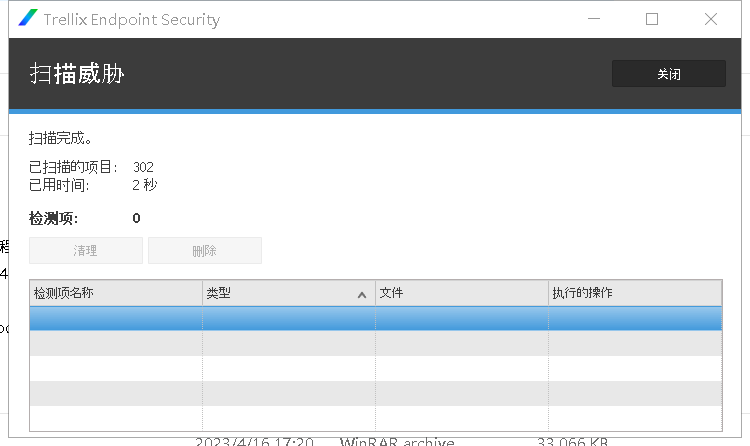 Trellix Endpoint Security
扫描威胁
关闭
扫描完成。
已扫描的项目: 302
已用时间: 2 秒
检测项: 0
清理 删除
检测项名称 类型 文件 执行的操作
程
4
2023/4/16 17:20 WinRAR archive 33,066 KB